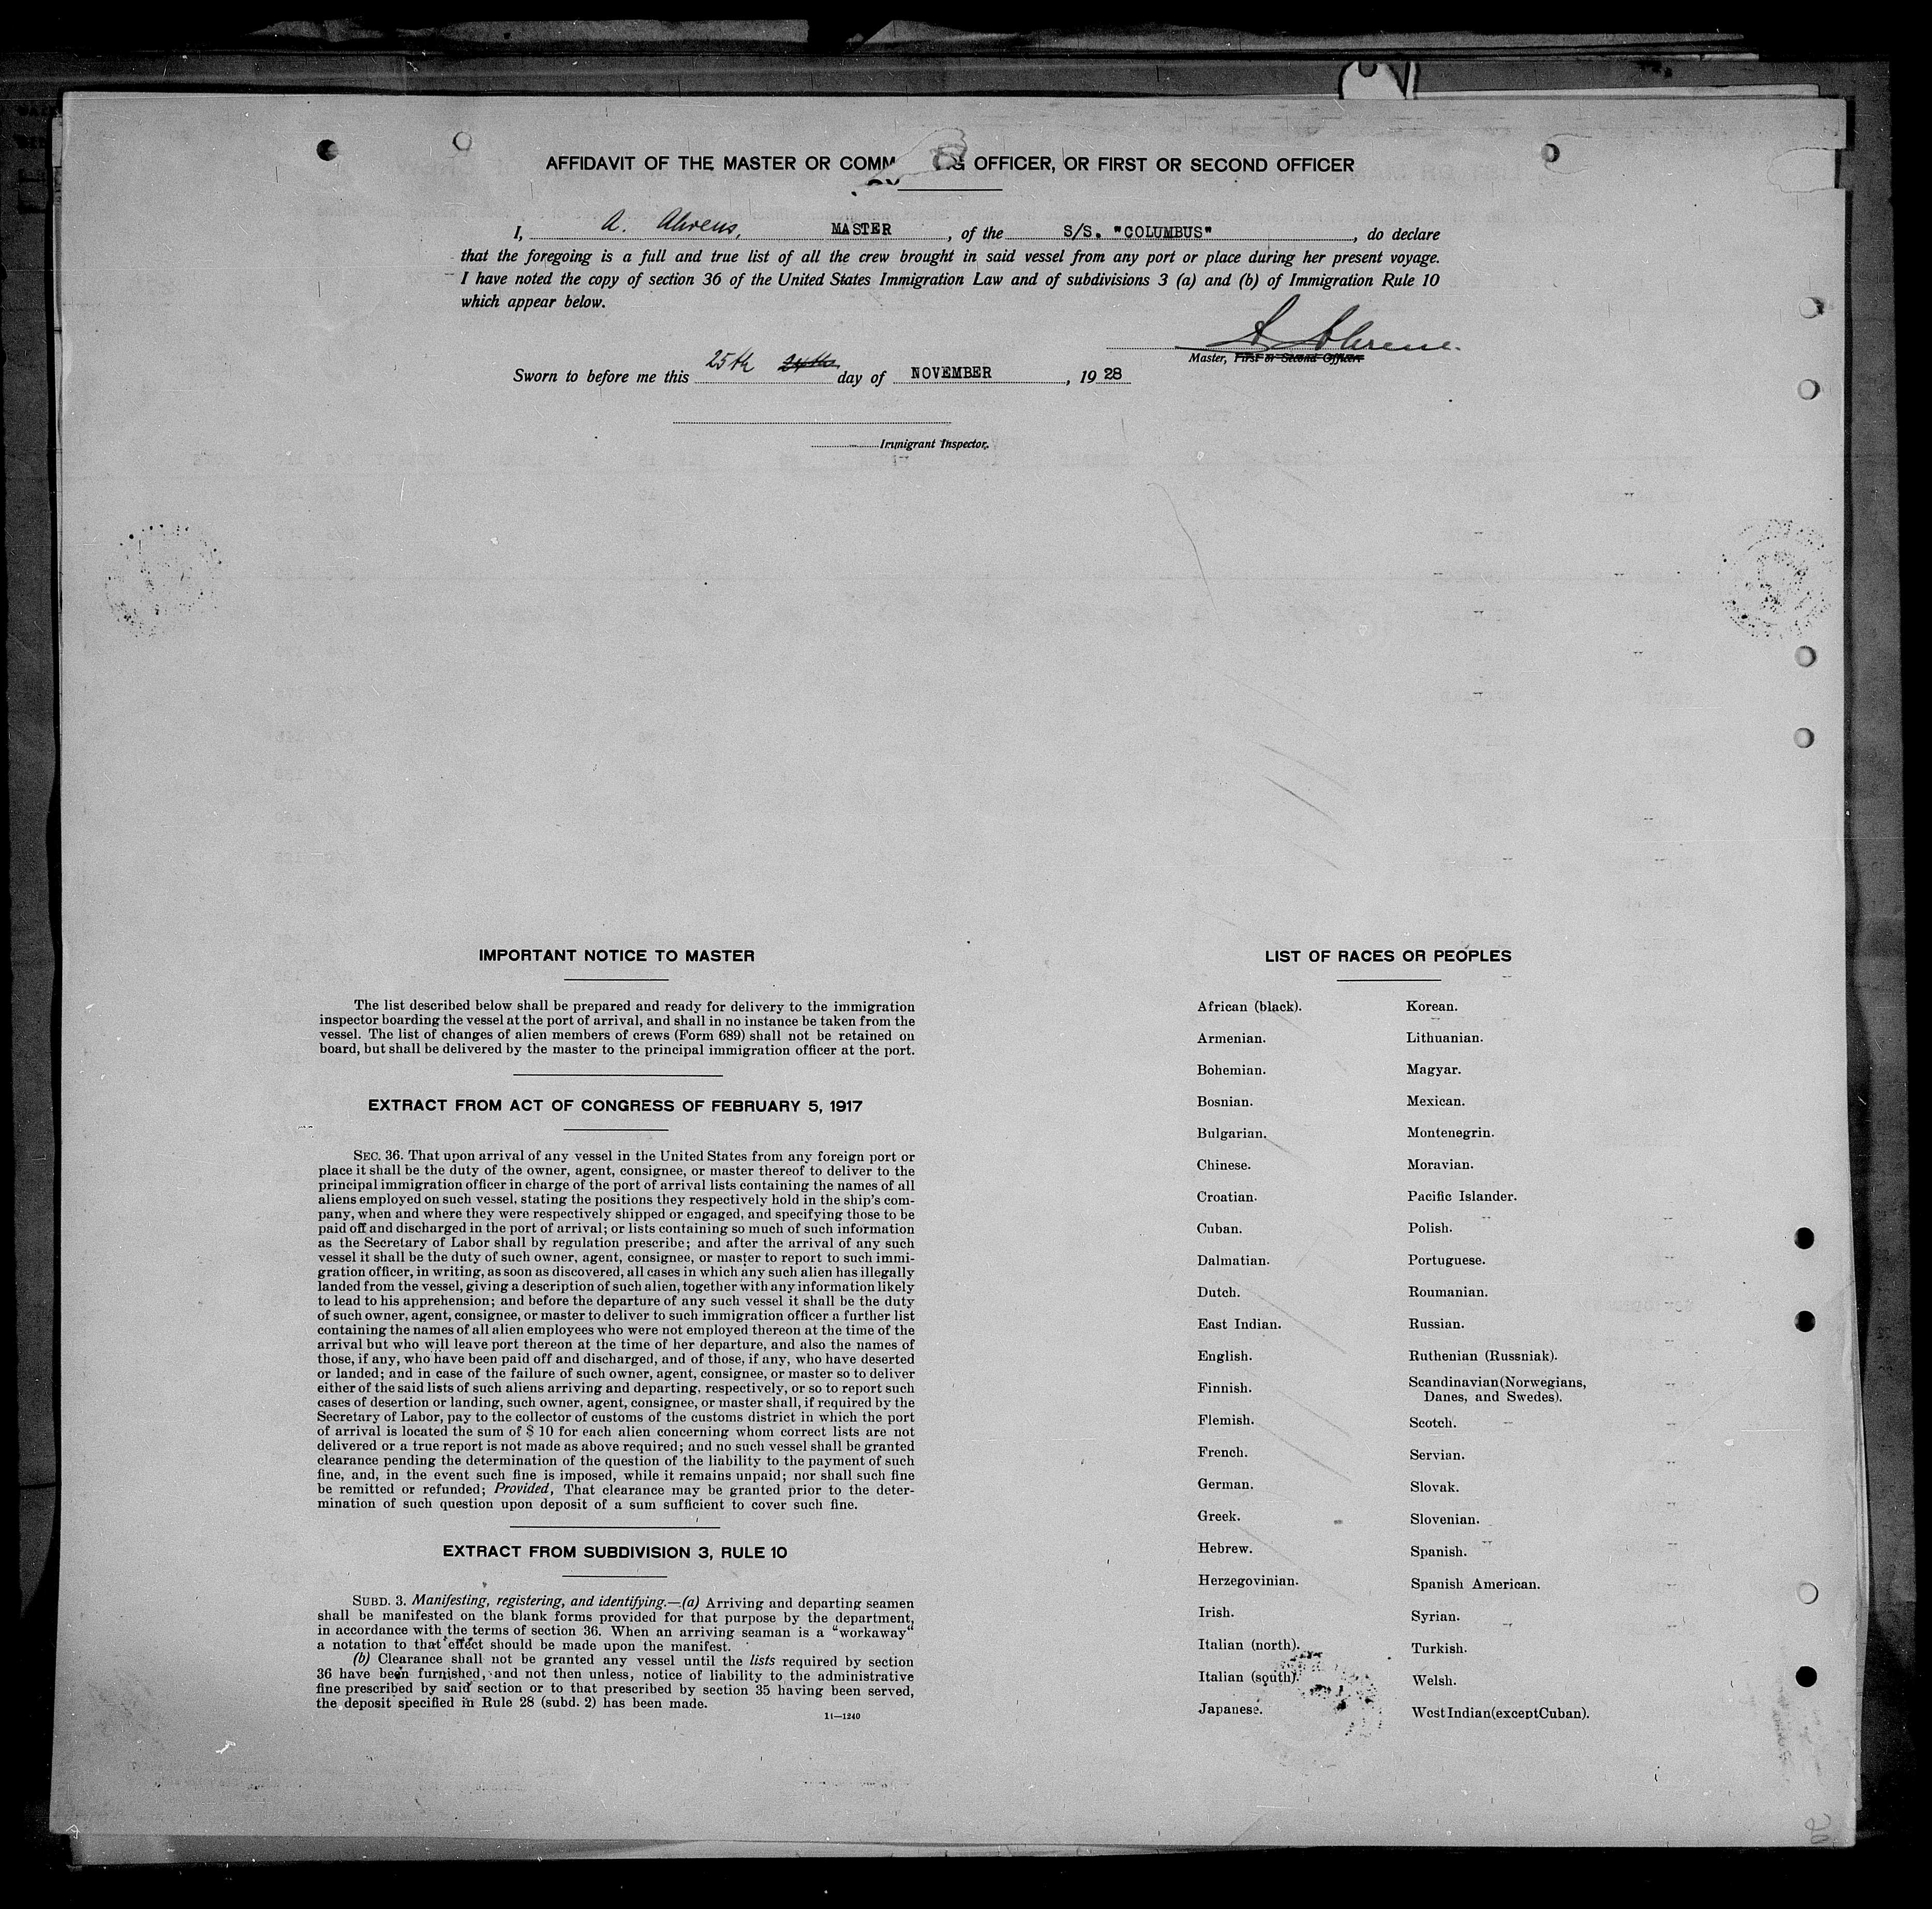 AFFIDAVIT OF THE MASTER OR COMM NG OFFICER, OR FIRST OR SECOND OFFICER
I, A. Ahrens, MASTER, of the S/S. "COLUMBUS", do declare
that the foregoing is a full and true list of all the crew brought in said vessel from any port or place during her present voyage.
I have noted the copy of section 36 of the United States Immigration Law and of subdivisions 3 (a) and (b) of Immigration Rule 10
which appear below.
A. Ahrens.
Master, First or Second Officer.
Sworn to before me this 25th 24th day of NOVEMBER, 1928
Immigrant Inspector.
IMPORTANT NOTICE TO MASTER
The list described below shall be prepared and ready for delivery to the immigration
inspector boarding the vessel at the port of arrival, and shall in no instance be taken from the
vessel. The list of changes of alien members of crews (Form 689) shall not be retained on
board, but shall be delivered by the master to the principal immigration officer at the port.
EXTRACT FROM ACT OF CONGRESS OF FEBRUARY 5, 1917
SEC. 36. That upon arrival of any vessel in the United States from any foreign port or
place it shall be the duty of the owner, agent, consignee, or master thereof to deliver to the
principal immigration officer in charge of the port of arrival lists containing the names of all
aliens employed on such vessel, stating the positions they respectively hold in the ship's com-
pany, when and where they were respectively shipped or engaged, and specifying those to be
paid off and discharged in the port of arrival; or lists containing so much of such information
as the Secretary of Labor shall by regulation prescribe; and after the arrival of any such
vessel it shall be the duty of such owner, agent, consignee, or master to report to such immi-
gration officer, in writing, as soon as discovered, all cases in which any such alien has illegally
landed from the vessel, giving a description of such alien, together with any information likely
to lead to his apprehension; and before the departure of any such vessel it shall be the duty
of such owner, agent, consignee, or master to deliver to such immigration officer a further list
containing the names of all alien employees who were not employed thereon at the time of the
arrival but who will leave port thereon at the time of her departure, and also the names of
those, if any, who have been paid off and discharged, and of those, if any, who have deserted
or landed; and in case of the failure of such owner, agent, consignee, or master so to deliver
either of the said lists of such aliens arriving and departing, respectively, or so to report such
cases of desertion or landing, such owner, agent, consignee, or master shall, if required by the
Secretary of Labor, pay to the collector of customs of the customs district in which the port
of arrival is located the sum of $ 10 for each alien concerning whom correct lists are not
delivered or a true report is not made as above required; and no such vessel shall be granted
clearance pending the determination of the question of the liability to the payment of such
fine, and, in the event such fine is imposed, while it remains unpaid; nor shall such fine
be remitted or refunded; Provided, That clearance may be granted prior to the deter-
mination of such question upon deposit of a sum sufficient to cover such fine.
EXTRACT FROM SUBDIVISION 3, RULE 10
SUBD. 3. Manifesting, registering, and identifying.—(a) Arriving and departing seamen
shall be manifested on the blank forms provided for that purpose by the department,
in accordance with the terms of section 36. When an arriving seaman is a "workaway"
a notation to that effect should be made upon the manifest.
(b) Clearance shall not be granted any vessel until the lists required by section
36 have been furnished, and not then unless, notice of liability to the administrative
fine prescribed by said section or to that prescribed by section 35 having been served,
the deposit specified in Rule 28 (subd. 2) has been made.
11—1240
LIST OF RACES OR PEOPLES
African (black).
Armenian.
Bohemian.
Bosnian.
Bulgarian.
Chinese.
Croatian.
Cuban.
Dalmatian.
Dutch.
East Indian.
English.
Finnish.
Flemish.
French.
German.
Greek.
Hebrew.
Herzegovinian.
Irish.
Italian (north).
Italian (south).
Japanese.
Korean.
Lithuanian.
Magyar.
Mexican.
Montenegrin.
Moravian.
Pacific Islander.
Polish.
Portuguese.
Roumanian.
Russian.
Ruthenian (Russniak).
Scandinavian (Norwegians,
Danes, and Swedes).
Scotch.
Servian.
Slovak.
Slovenian.
Spanish.
Spanish American.
Syrian.
Turkish.
Welsh.
West Indian (except Cuban).